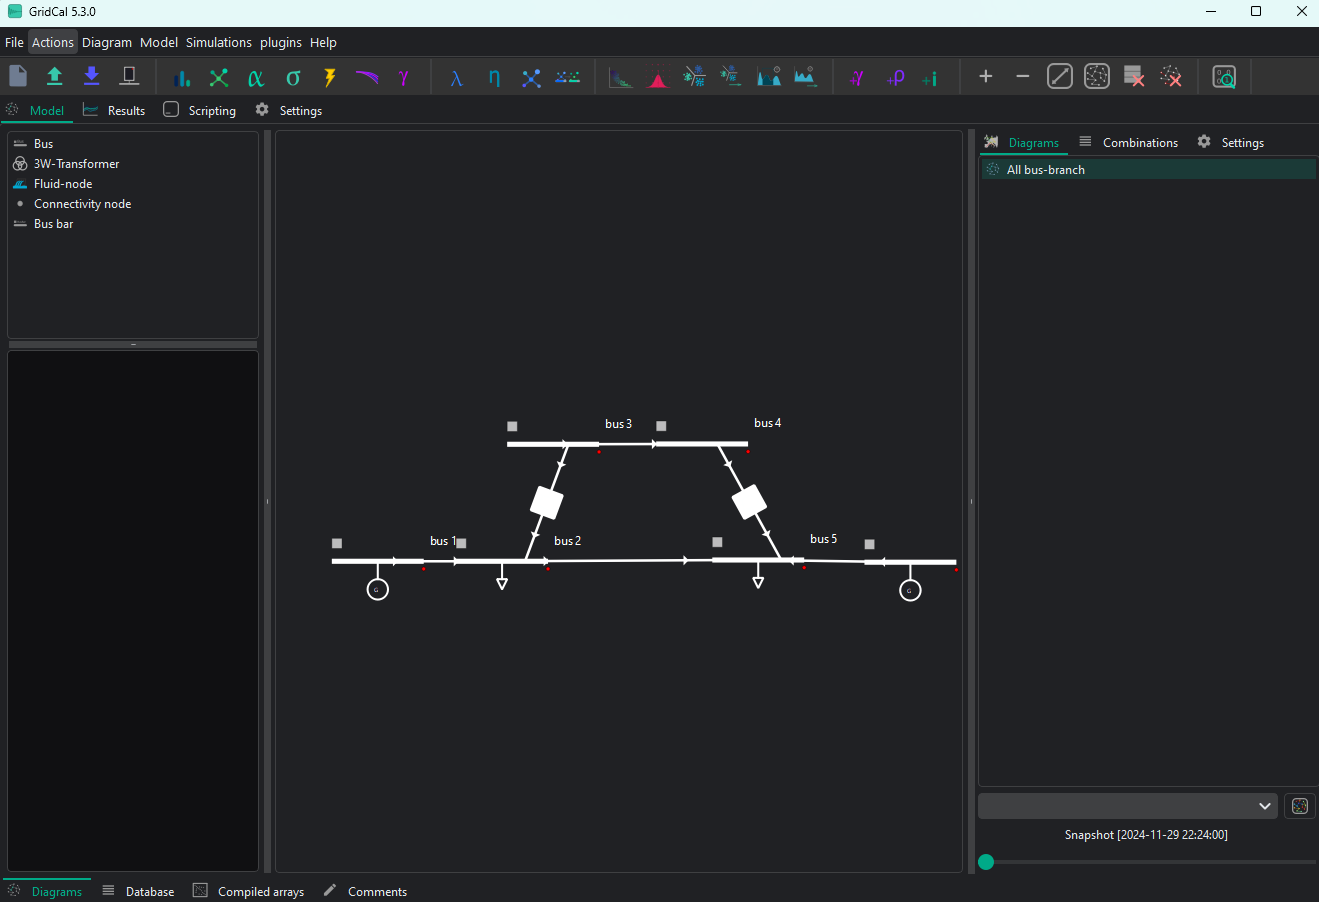 GridCal 5.3.0
File Actions Diagram Model Simulations plugins Help
α σ γ λ η +γ +ρ +i
Model Results Scripting Settings
Bus
3W-Transformer
Fluid-node
Connectivity node
Bus bar
bus 3
bus 4
bus 1
bus 2
bus 5
G
G
Diagrams Combinations Settings
All bus-branch
Snapshot [2024-11-29 22:24:00]
Diagrams Database Compiled arrays Comments